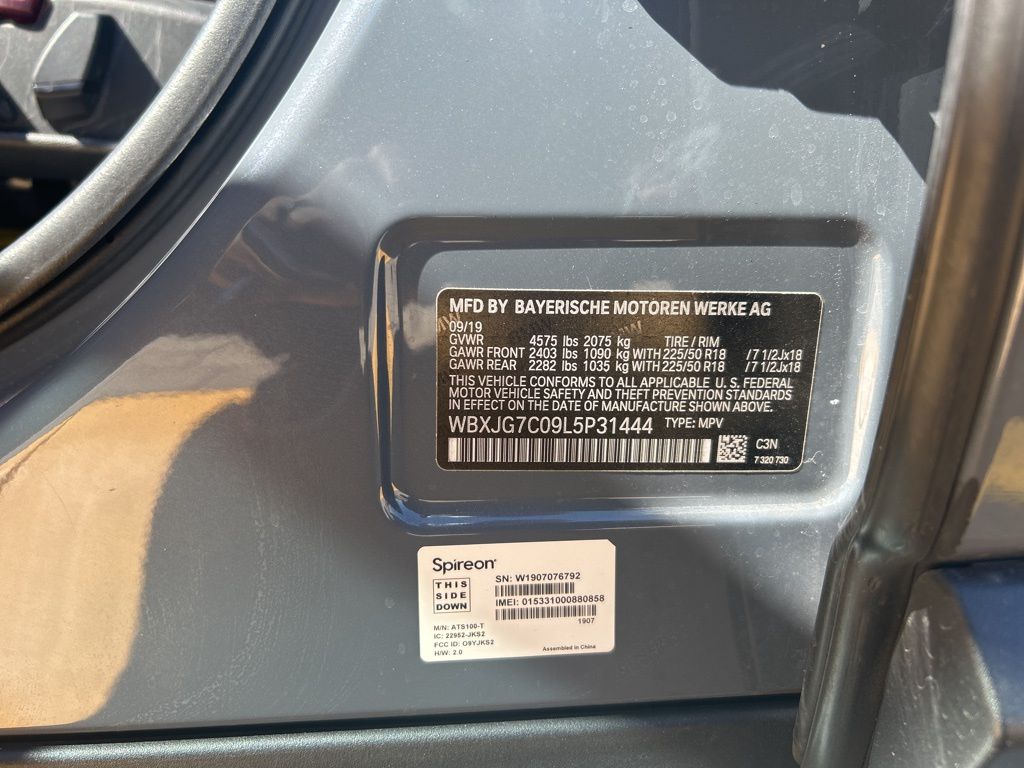 MFD BY BAYERISCHE MOTOREN WERKE AG
09/19
GVWR 4575 lbs 2075 kg TIRE / RIM
GAWR FRONT 2403 lbs 1090 kg WITH 225/50 R18 /7 1/2Jx18
GAWR REAR 2282 lbs 1035 kg WITH 225/50 R18 /7 1/2Jx18
THIS VEHICLE CONFORMS TO ALL APPLICABLE U. S. FEDERAL
MOTOR VEHICLE SAFETY AND THEFT PREVENTION STANDARDS
IN EFFECT ON THE DATE OF MANUFACTURE SHOWN ABOVE.
WBXJG7C09L5P31444 TYPE: MPV
C3N
7 320 730
Spireon®
THIS
SIDE
DOWN
SN: W1907076792
IMEI: 015331000880858
1907
M/N: ATS100-T
IC: 22952-JKS2
FCC ID: O9YJKS2
H/W: 2.0
Assembled in China